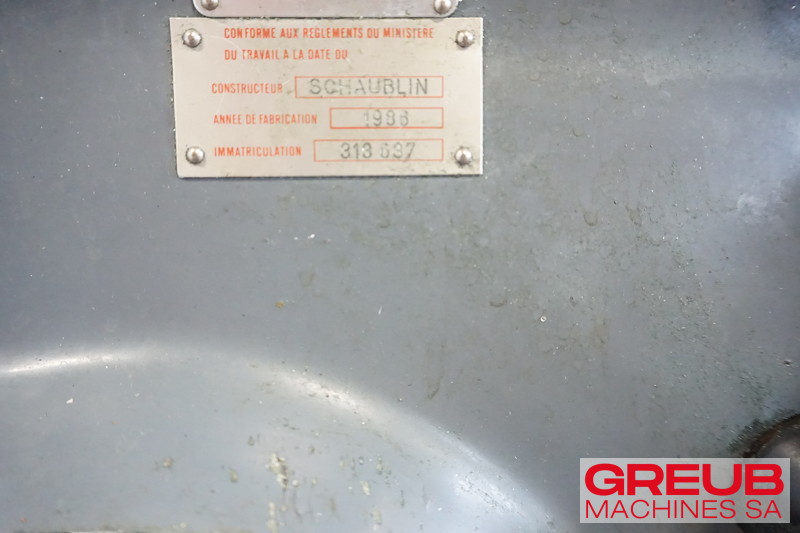 CONFORME AUX REGLEMENTS DU MINISTERE
DU TRAVAIL A LA DATE DU
CONSTRUCTEUR SCHAUBLIN
ANNEE DE FABRICATION 1986
IMMATRICULATION 313 637
GREUB
MACHINES SA